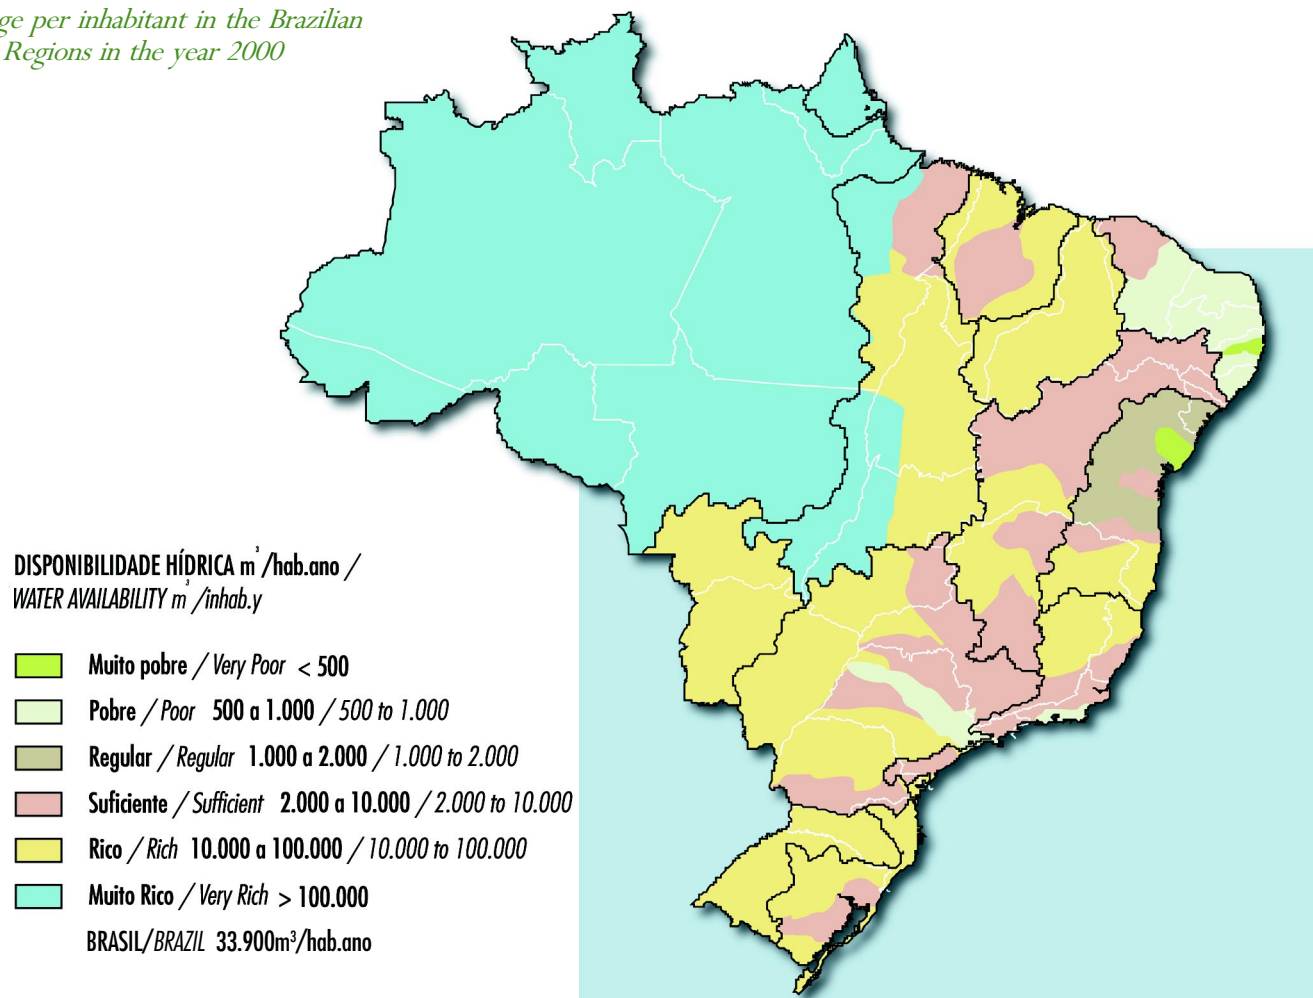 ge per inhabitant in the Brazilian
Regions in the year 2000
DISPONIBILIDADE HÍDRICA m³/hab.ano /
WATER AVAILABILITY m³/inhab.y
Muito pobre / Very Poor < 500
Pobre / Poor 500 a 1.000 / 500 to 1.000
Regular / Regular 1.000 a 2.000 / 1.000 to 2.000
Suficiente / Sufficient 2.000 a 10.000 / 2.000 to 10.000
Rico / Rich 10.000 a 100.000 / 10.000 to 100.000
Muito Rico / Very Rich > 100.000
BRASIL/BRAZIL 33.900m³/hab.ano